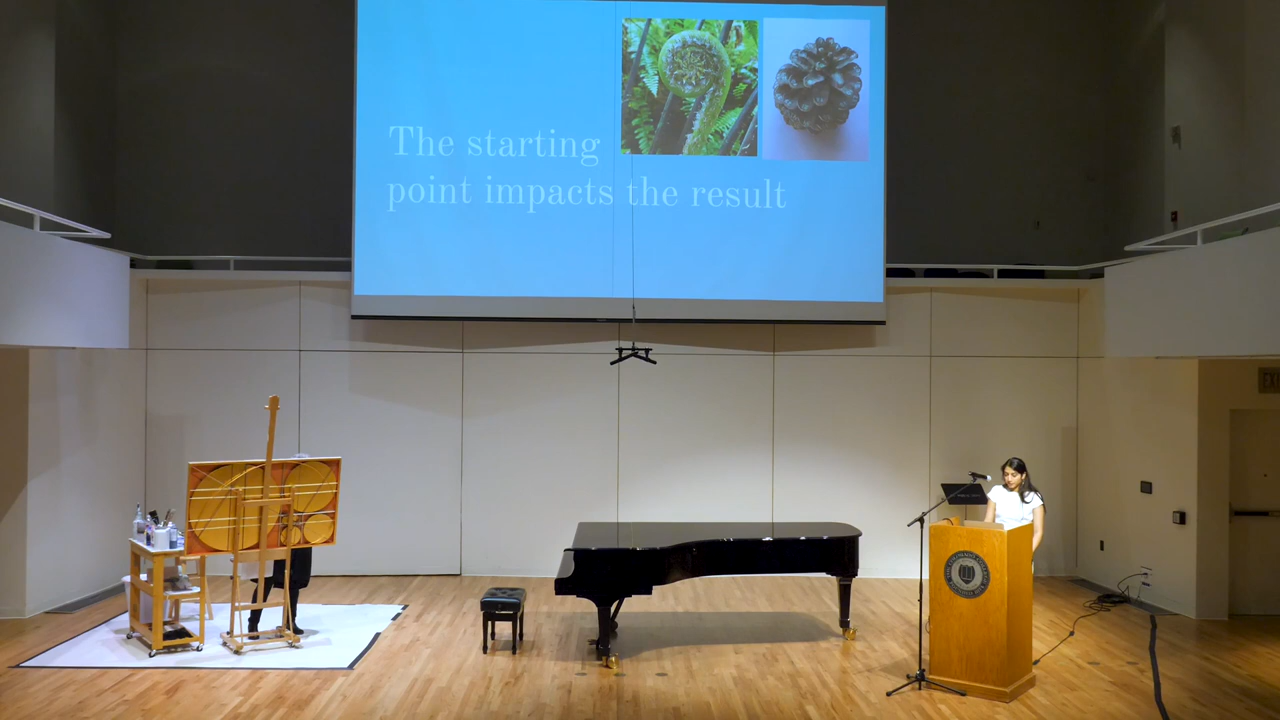 The starting
point impacts the result